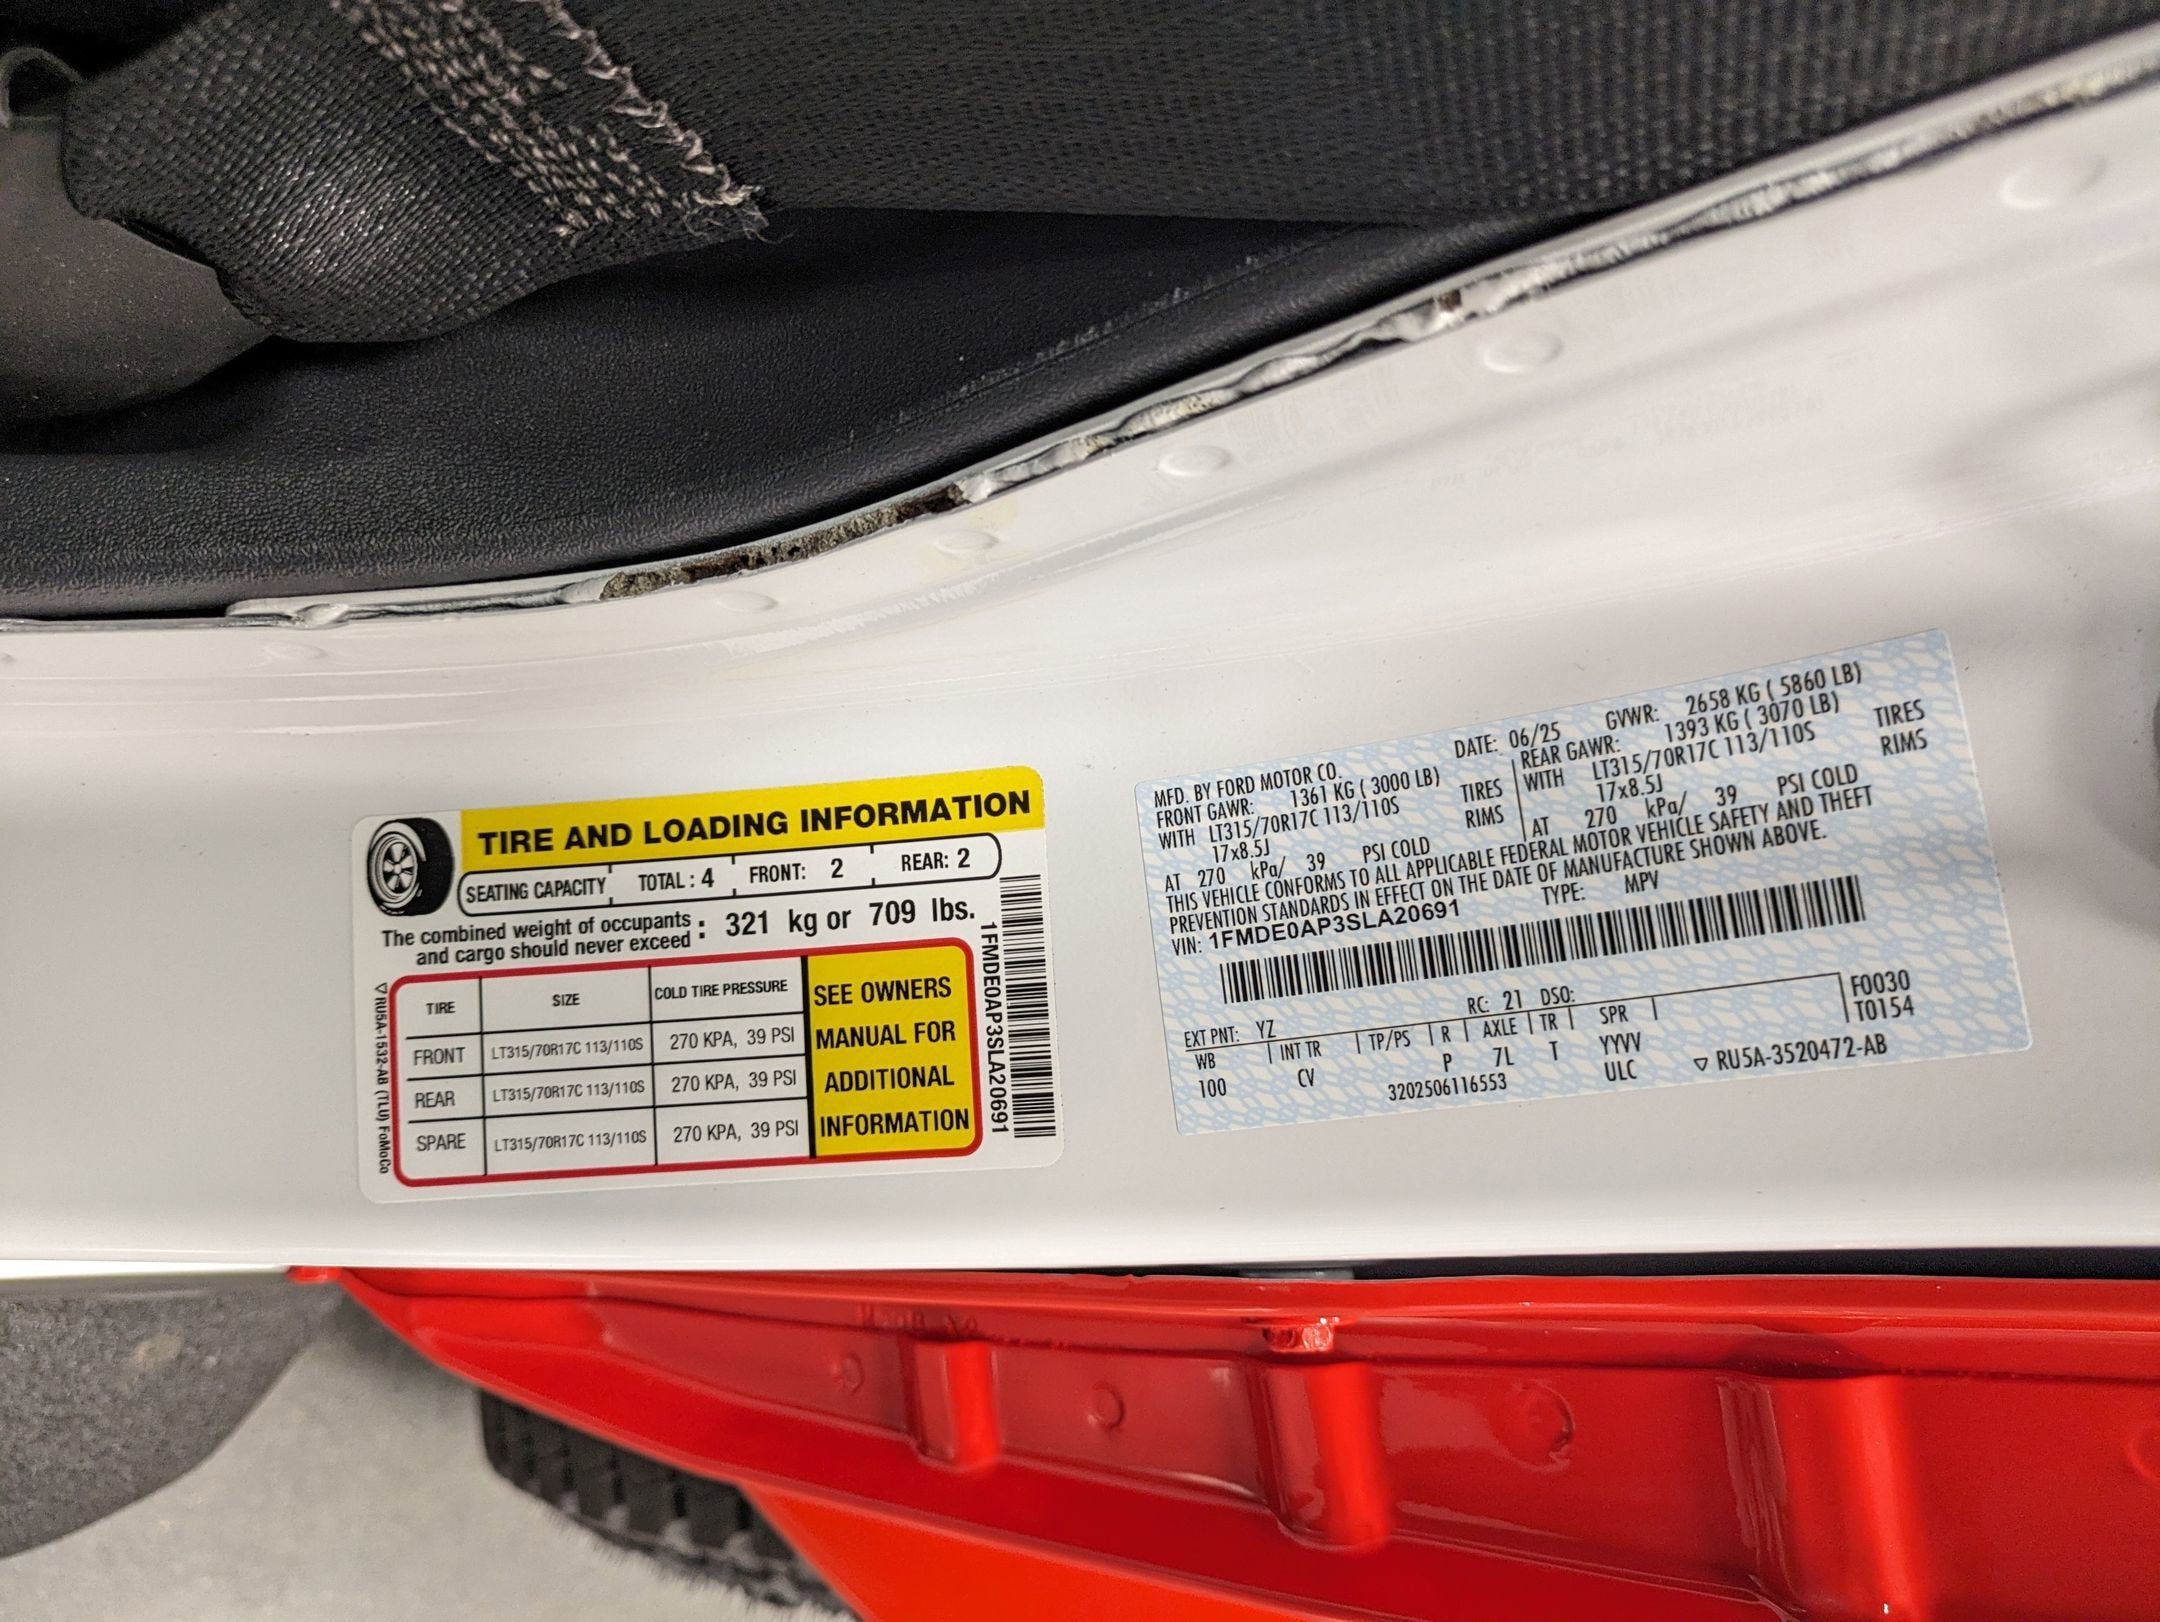 TIRE AND LOADING INFORMATION
SEATING CAPACITY TOTAL : 4 FRONT: 2 REAR: 2
The combined weight of occupants
and cargo should never exceed : 321 kg or 709 lbs.
TIRE SIZE COLD TIRE PRESSURE
FRONT LT315/70R17C 113/110S 270 KPA, 39 PSI
REAR LT315/70R17C 113/110S 270 KPA, 39 PSI
SPARE LT315/70R17C 113/110S 270 KPA, 39 PSI
SEE OWNERS
MANUAL FOR
ADDITIONAL
INFORMATION
1FMDE0AP3SLA20691
▽ RU5A-1532-AB (TLU) FoMoCo
MFD. BY FORD MOTOR CO. DATE: 06/25 GVWR: 2658 KG ( 5860 LB)
FRONT GAWR: 1361 KG ( 3000 LB) REAR GAWR: 1393 KG ( 3070 LB)
WITH LT315/70R17C 113/110S TIRES WITH LT315/70R17C 113/110S TIRES
17x8.5J RIMS 17x8.5J RIMS
AT 270 kPa/ 39 PSI COLD AT 270 kPa/ 39 PSI COLD
THIS VEHICLE CONFORMS TO ALL APPLICABLE FEDERAL MOTOR VEHICLE SAFETY AND THEFT
PREVENTION STANDARDS IN EFFECT ON THE DATE OF MANUFACTURE SHOWN ABOVE.
VIN: 1FMDE0AP3SLA20691 TYPE: MPV
F0030
T0154
EXT PNT: YZ RC: 21 DSO:
WB INT TR TP/PS R AXLE TR SPR
100 CV P 7L T YYVV
3202506116553 ULC ▽ RU5A-3520472-AB